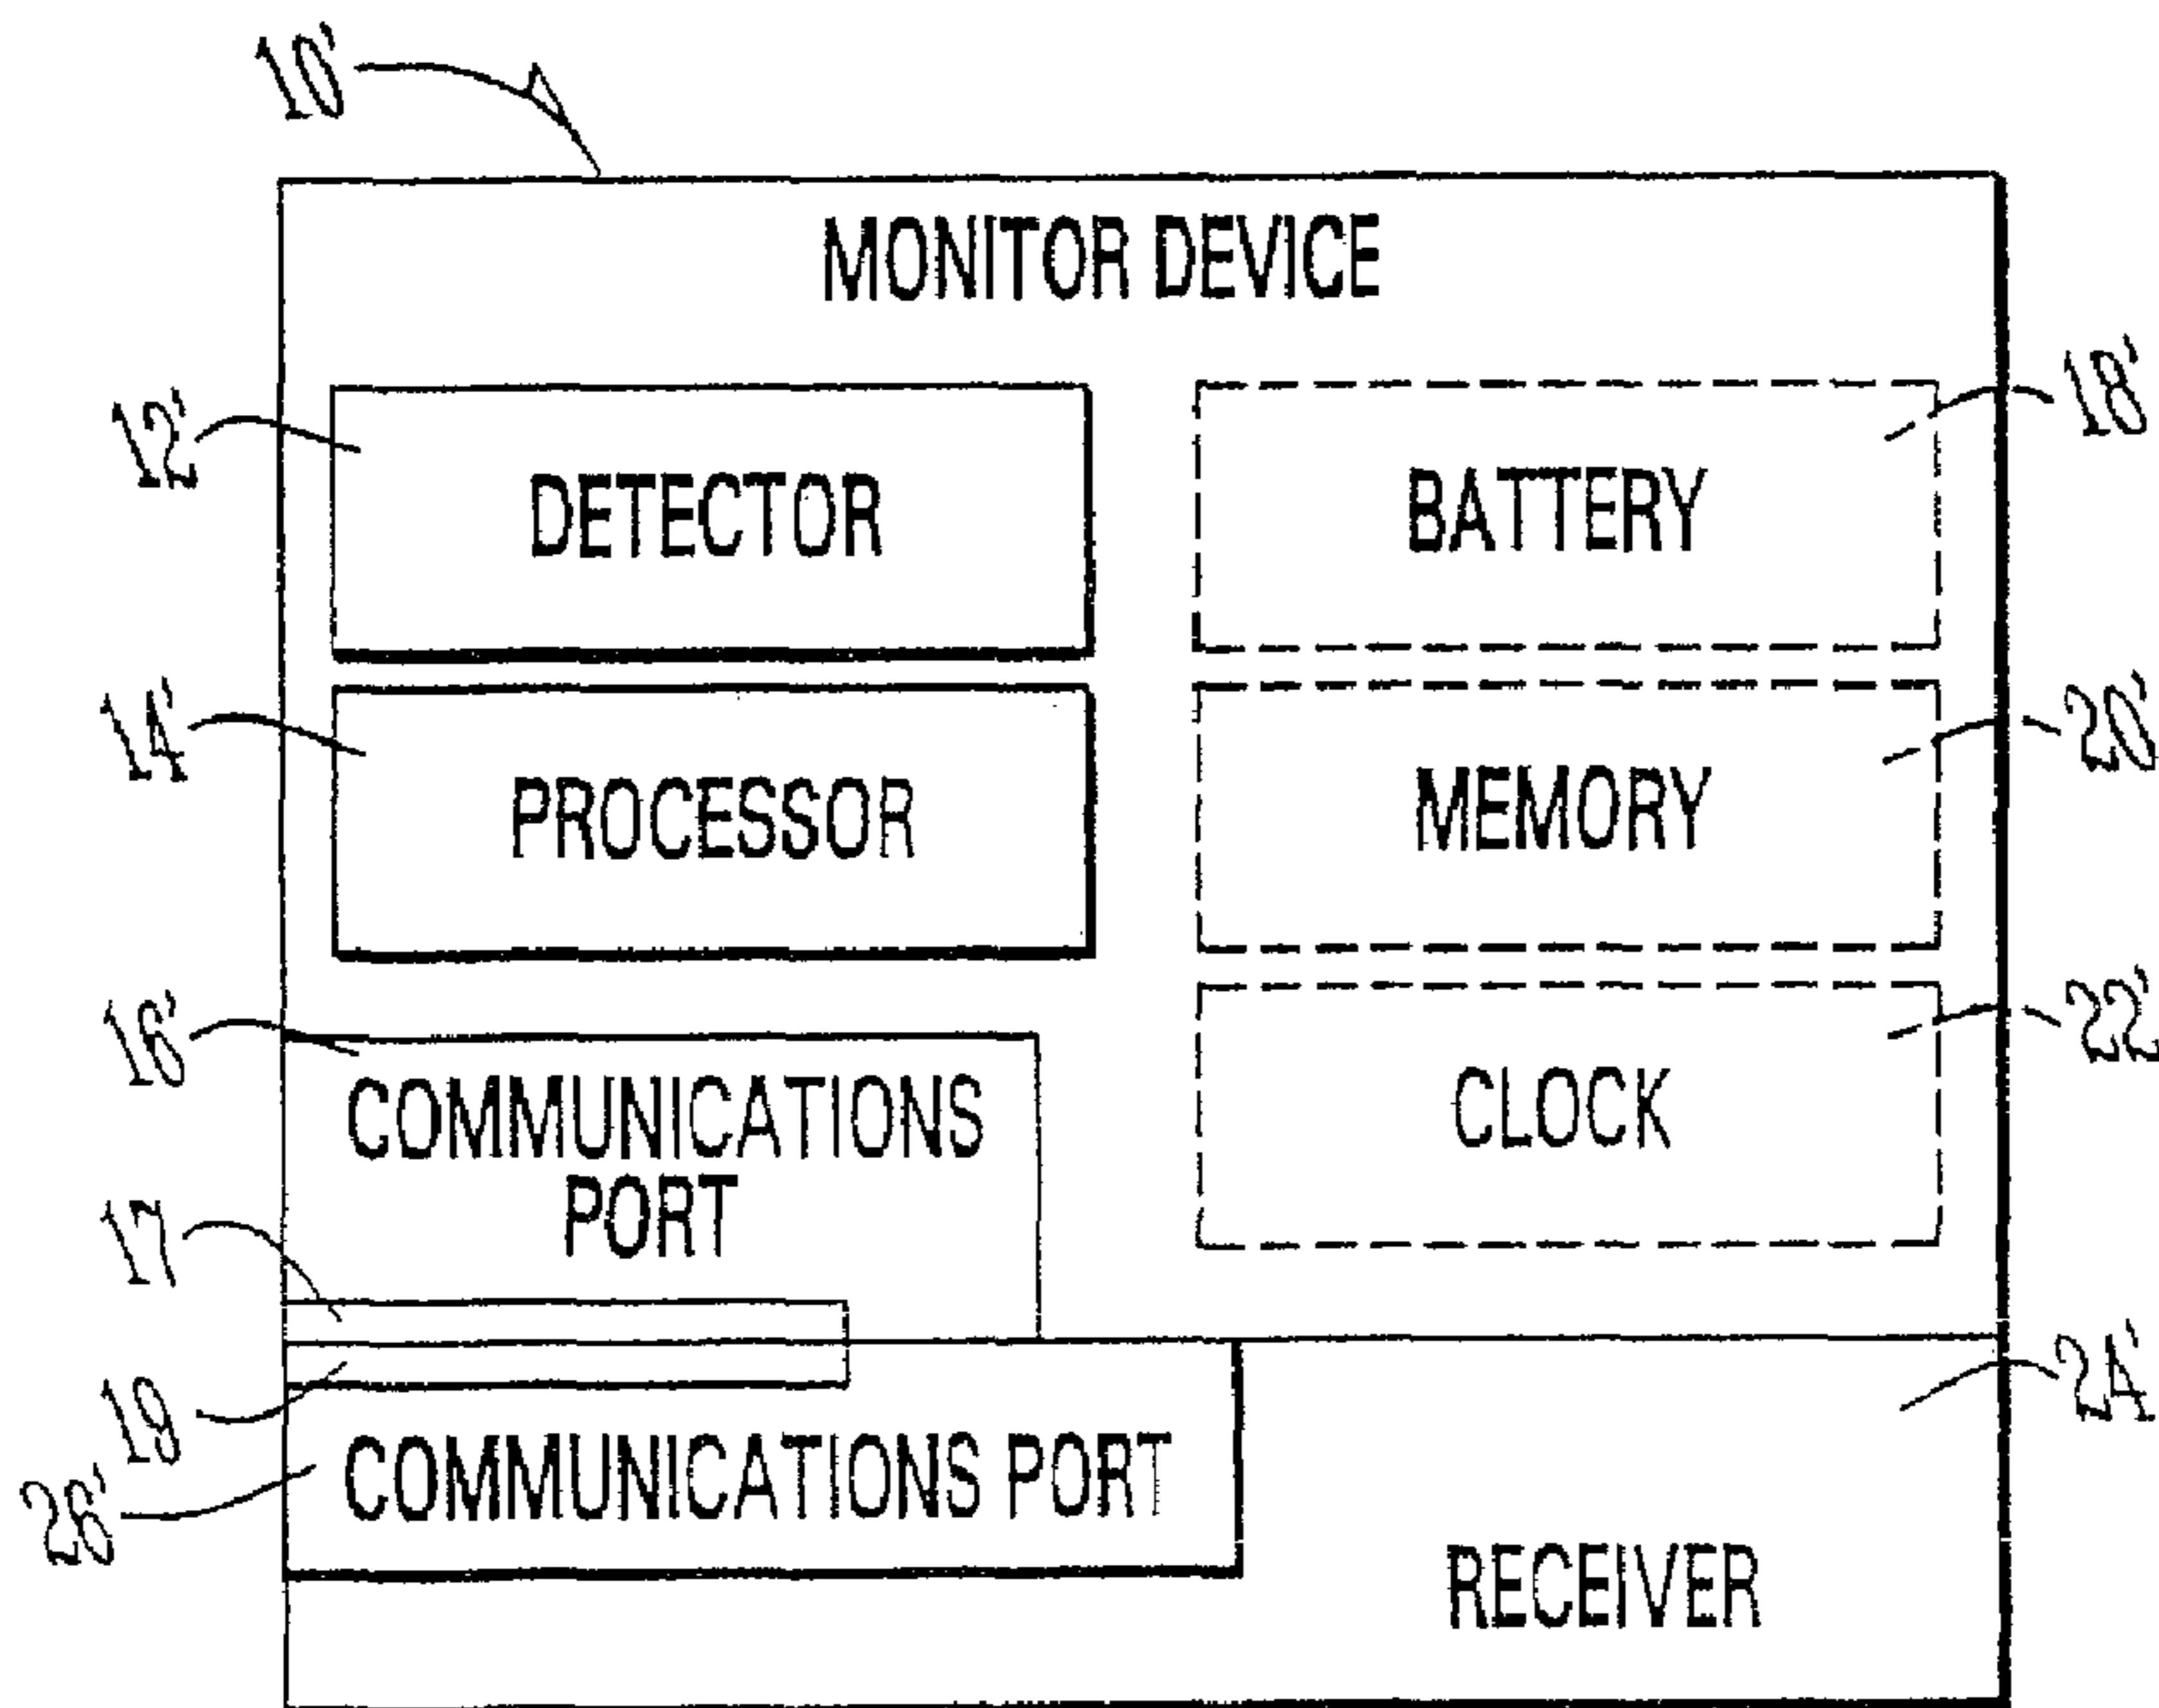 10'
MONITOR DEVICE
12'
DETECTOR
BATTERY
18'
14'
PROCESSOR
MEMORY
20'
16'
COMMUNICATIONS
PORT
CLOCK
22'
17
19
24'
COMMUNICATIONS PORT
26'
RECEIVER